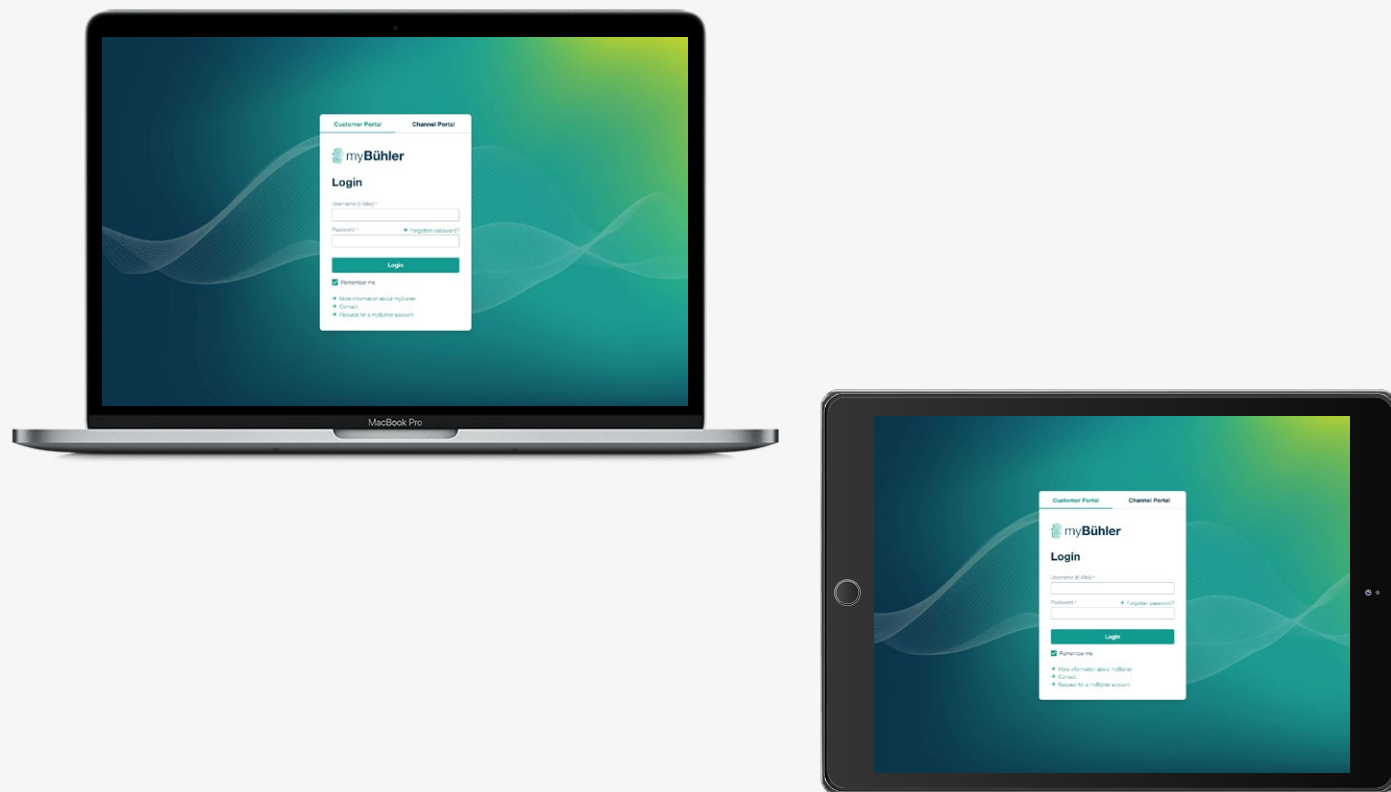 Customer Portal Channel Portal
myBühler
Login
Username (E-Mail) *
Password * → Forgotten password?
Login
Remember me
→ More information about myBühler
→ Contact
→ Request for a myBühler account
MacBook Pro
Customer Portal Channel Portal
myBühler
Login
Username (E-Mail) *
Password * → Forgotten password?
Login
Remember me
→ More information about myBühler
→ Contact
→ Request for a myBühler account